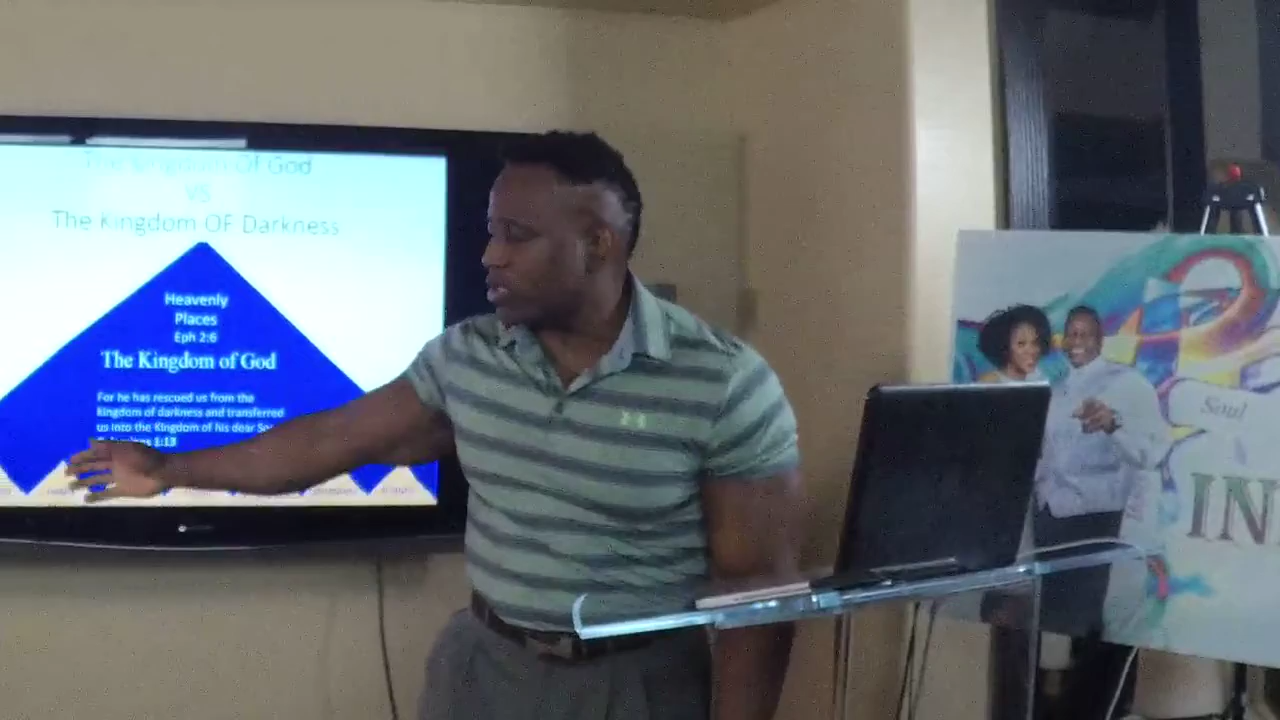 The Kingdom Of God
VS
The Kingdom OF Darkness
Heavenly
Places
Eph 2:6
The Kingdom of God
For he has rescued us from the
kingdom of darkness and transferred
us into the Kingdom of his dear
1:13
Soul
IN